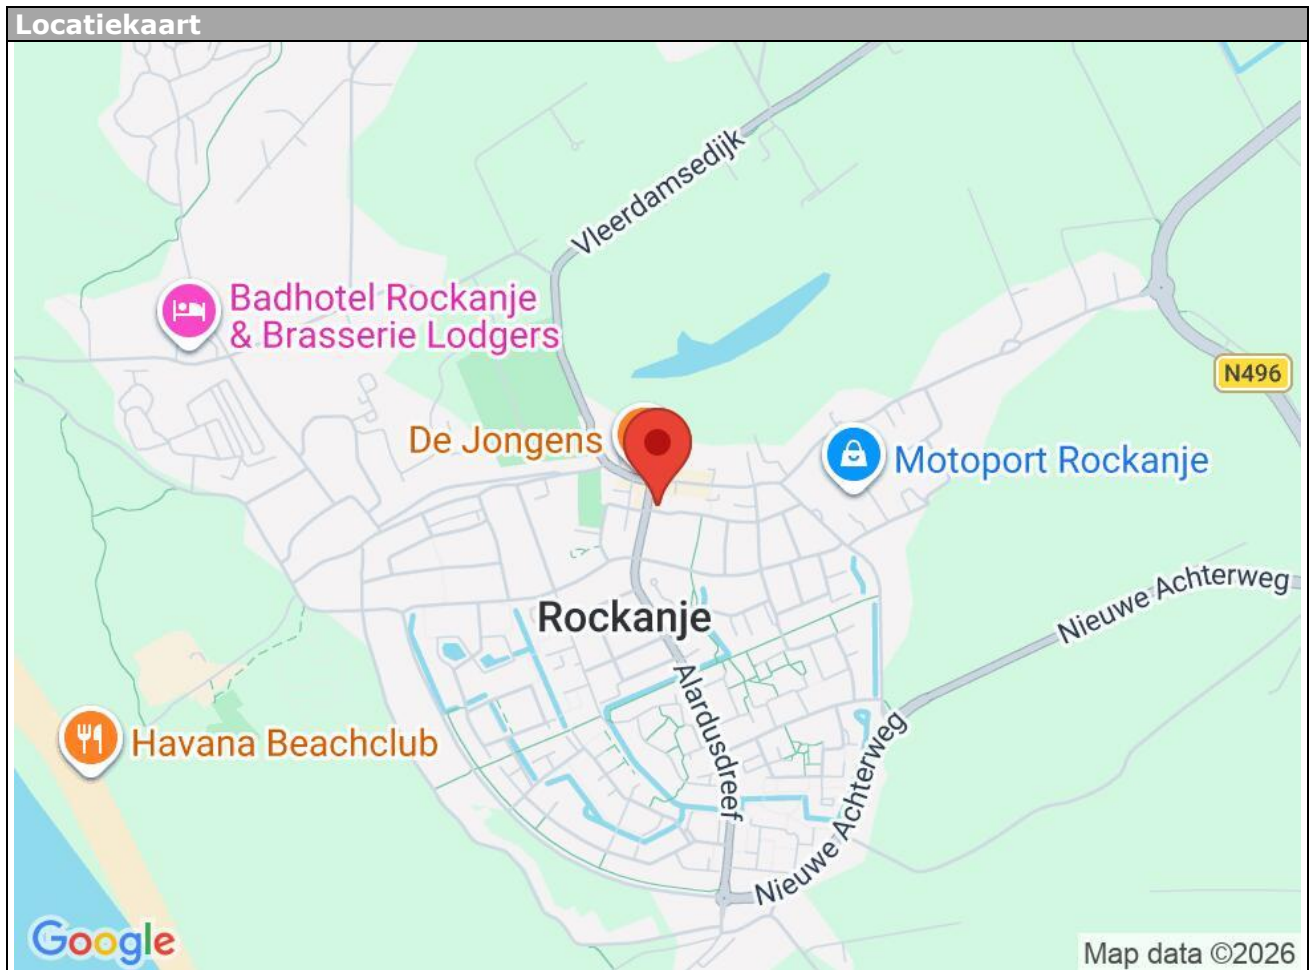 Locatiekaart
Vleerdamsedijk
Badhotel Rockanje
& Brasserie Lodgers
N496
De Jongens
Motoport Rockanje
Nieuwe Achterweg
Rockanje
Alardusdreef
Havana Beachclub
Nieuwe Achterweg
Google
Map data ©2026